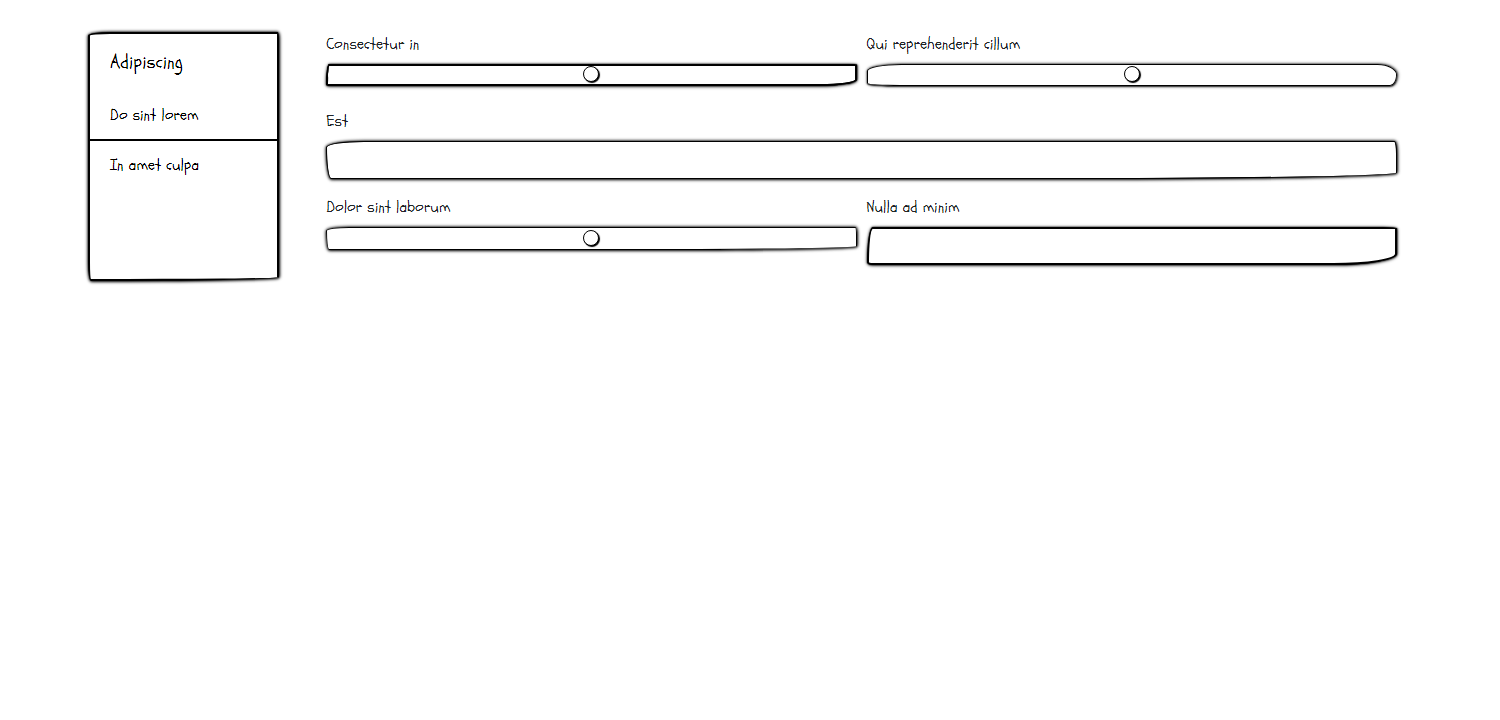 Adipiscing
Do sint lorem
In amet culpa
Consectetur in
Qui reprehenderit cillum
Est
Dolor sint laborum
Nulla ad minim